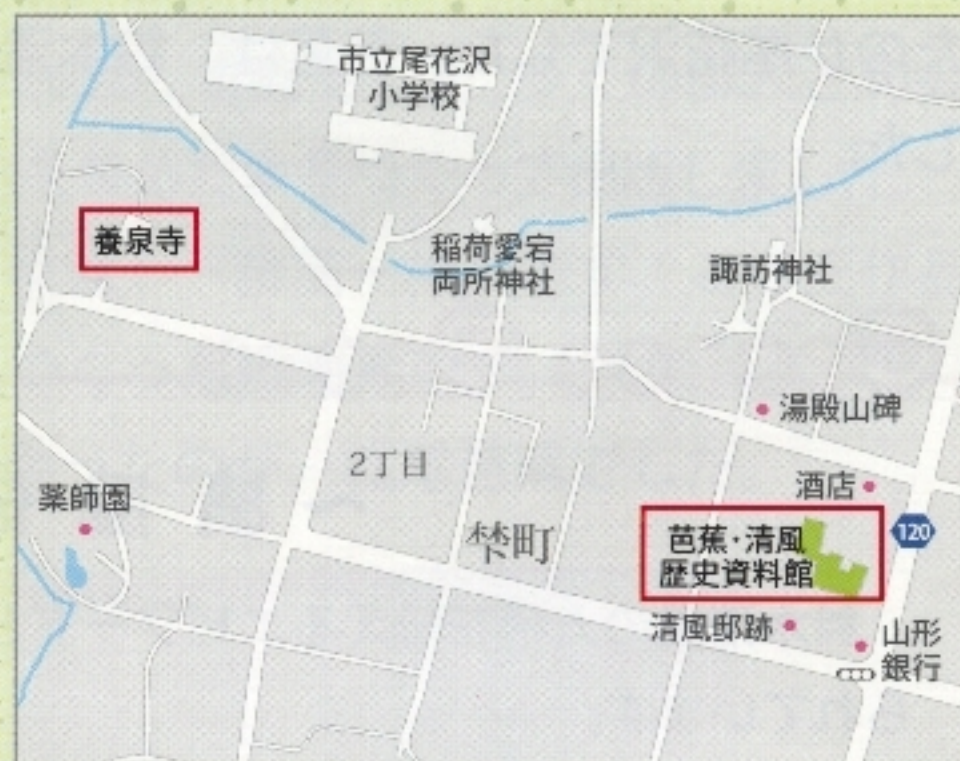 市立尾花沢
小学校
養泉寺
稲荷愛宕
両所神社
諏訪神社
湯殿山碑
2丁目
酒店
薬師園
梺町
芭蕉・清風
歴史資料館
120
清風邸跡
山形
銀行